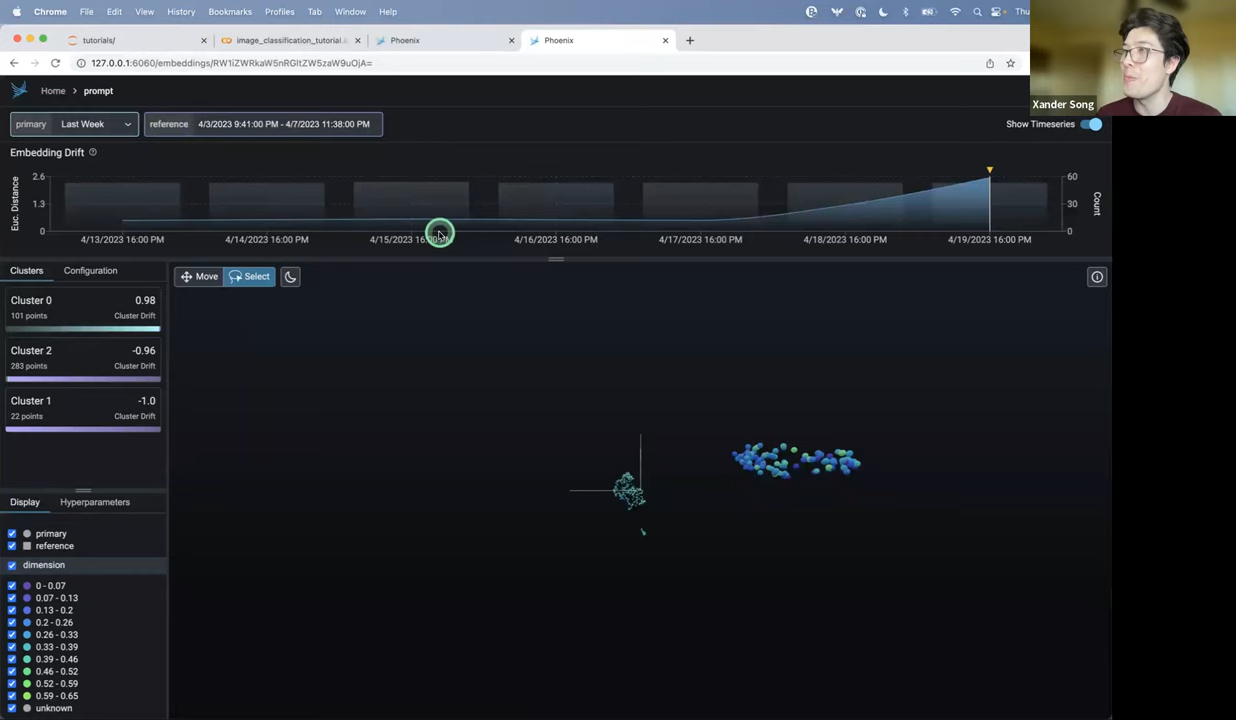 Chrome File Edit View History Bookmarks Profiles Tab Window Help Thu
tutorials/ image_classification_tutorial.i Phoenix Phoenix
127.0.0.1:6060/embeddings/RW1iZWRkaW5nRGltZW5zaW9uOjA=
Xander Song
Home > prompt
primary Last Week reference 4/3/2023 9:41:00 PM - 4/7/2023 11:38:00 PM Show Timeseries
Embedding Drift
Euc. Distance
2.6
1.3
0
60
30
0
Count
4/13/2023 16:00 PM 4/14/2023 16:00 PM 4/15/2023 16:00 PM 4/16/2023 16:00 PM 4/17/2023 16:00 PM 4/18/2023 16:00 PM 4/19/2023 16:00 PM
Clusters Configuration
Move Select
Cluster 0 0.98
101 points Cluster Drift
Cluster 2 -0.96
283 points Cluster Drift
Cluster 1 -1.0
22 points Cluster Drift
Display Hyperparameters
primary
reference
dimension
0 - 0.07
0.07 - 0.13
0.13 - 0.2
0.2 - 0.26
0.26 - 0.33
0.33 - 0.39
0.39 - 0.46
0.46 - 0.52
0.52 - 0.59
0.59 - 0.65
unknown